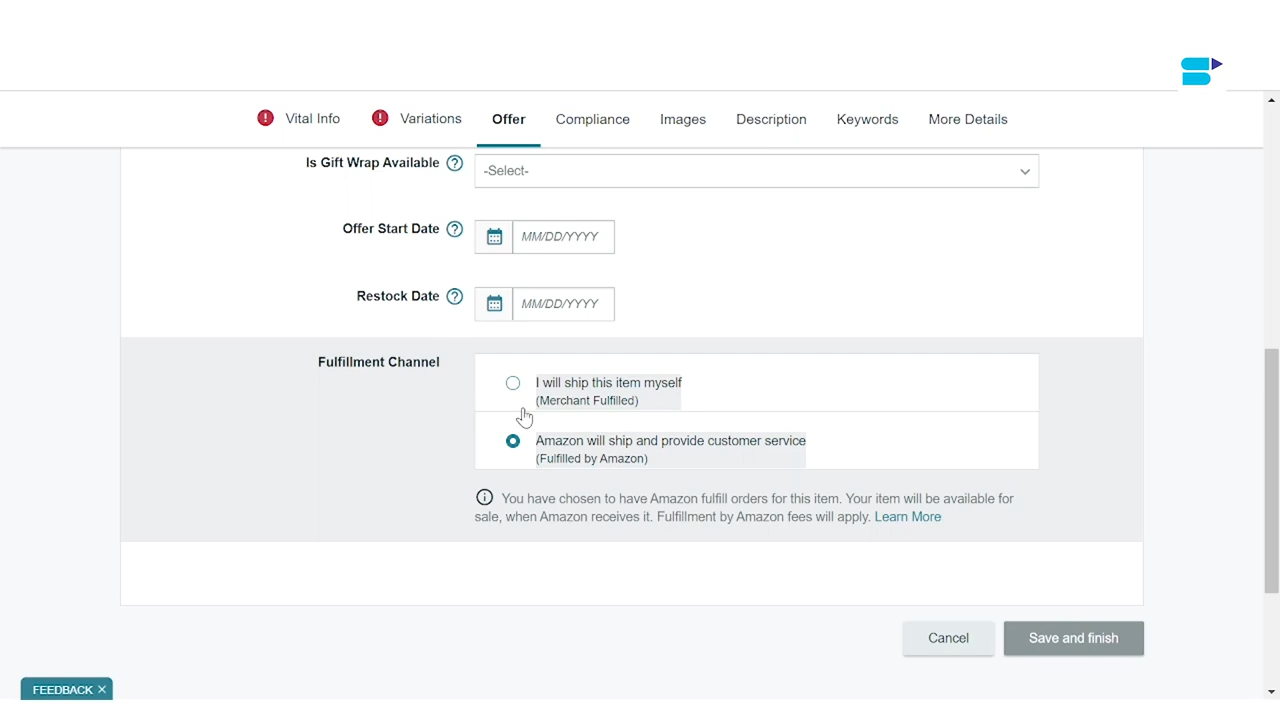 ! Vital Info ! Variations Offer Compliance Images Description Keywords More Details
Is Gift Wrap Available ? -Select-
Offer Start Date ? MM/DD/YYYY
Restock Date ? MM/DD/YYYY
Fulfillment Channel
I will ship this item myself
(Merchant Fulfilled)
Amazon will ship and provide customer service
(Fulfilled by Amazon)
You have chosen to have Amazon fulfill orders for this item. Your item will be available for
sale, when Amazon receives it. Fulfillment by Amazon fees will apply. Learn More
Cancel Save and finish
FEEDBACK ×